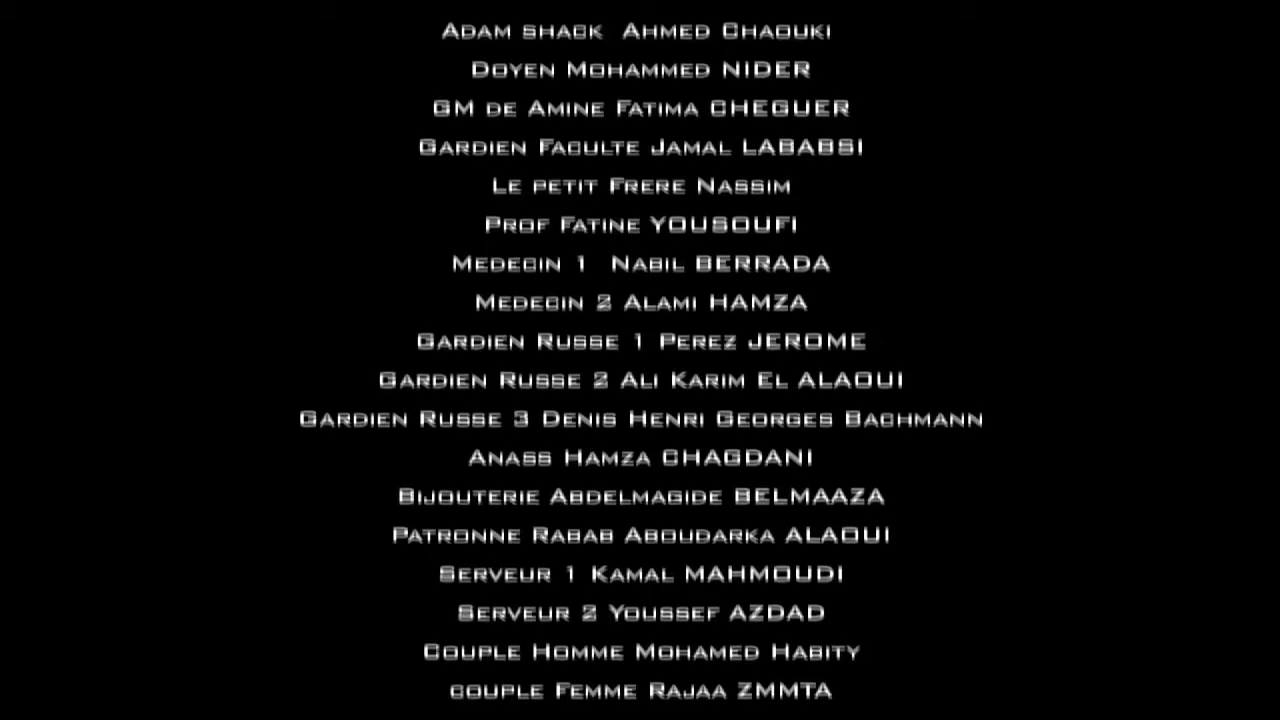 Adam shack Ahmed Chaouki
Doyen Mohammed NIDER
GM de Amine Fatima CHEGUER
Gardien Faculte Jamal LABABSI
Le petit Frere Nassim
Prof Fatine YOUSOUFI
Medecin 1 Nabil BERRADA
Medecin 2 Alami HAMZA
Gardien Russe 1 Perez JEROME
Gardien Russe 2 Ali Karim El ALAOUI
Gardien Russe 3 Denis Henri Georges Bachmann
Anass Hamza CHAGDANI
Bijouterie Abdelmagide BELMAAZA
Patronne Rabab Aboudarka ALAOUI
Serveur 1 Kamal MAHMOUDI
Serveur 2 Youssef AZDAD
Couple Homme Mohamed Habity
couple Femme Rajaa ZMMTA